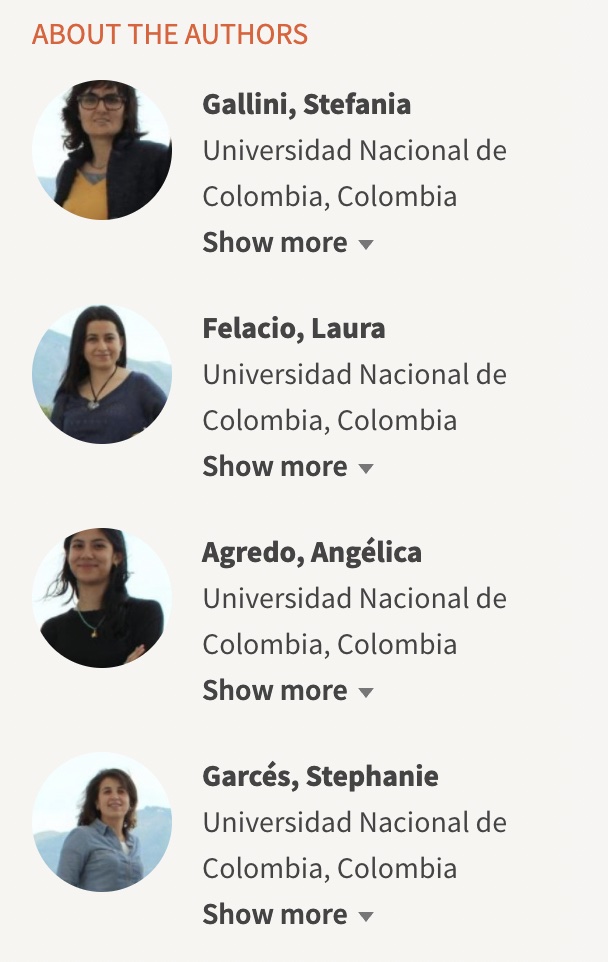 ABOUT THE AUTHORS
Gallini, Stefania
Universidad Nacional de
Colombia, Colombia
Show more
Felacio, Laura
Universidad Nacional de
Colombia, Colombia
Show more
Agredo, Angélica
Universidad Nacional de
Colombia, Colombia
Show more
Garcés, Stephanie
Universidad Nacional de
Colombia, Colombia
Show more